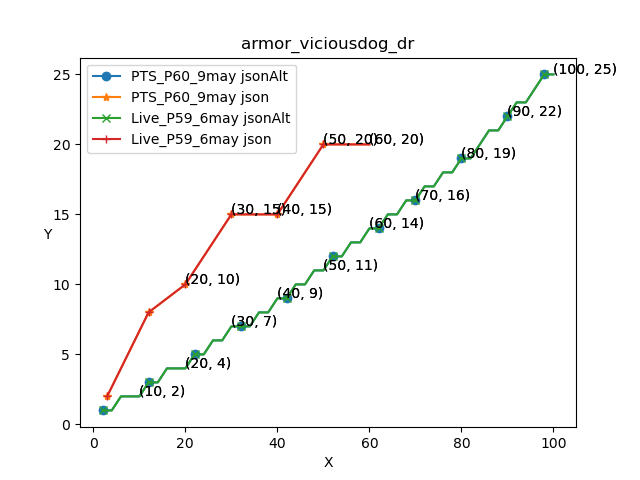 armor_viciousdog_dr
PTS_P60_9may jsonAlt
PTS_P60_9may json
Live_P59_6may jsonAlt
Live_P59_6may json
(100, 25)
(90, 22)
(50, 20)
(60, 20)
(80, 19)
(70, 16)
(30, 15)
(40, 15)
(60, 14)
(50, 11)
(20, 10)
(40, 9)
(30, 7)
(20, 4)
(10, 2)
25
20
15
10
5
0
Y
0 20 40 60 80 100
X